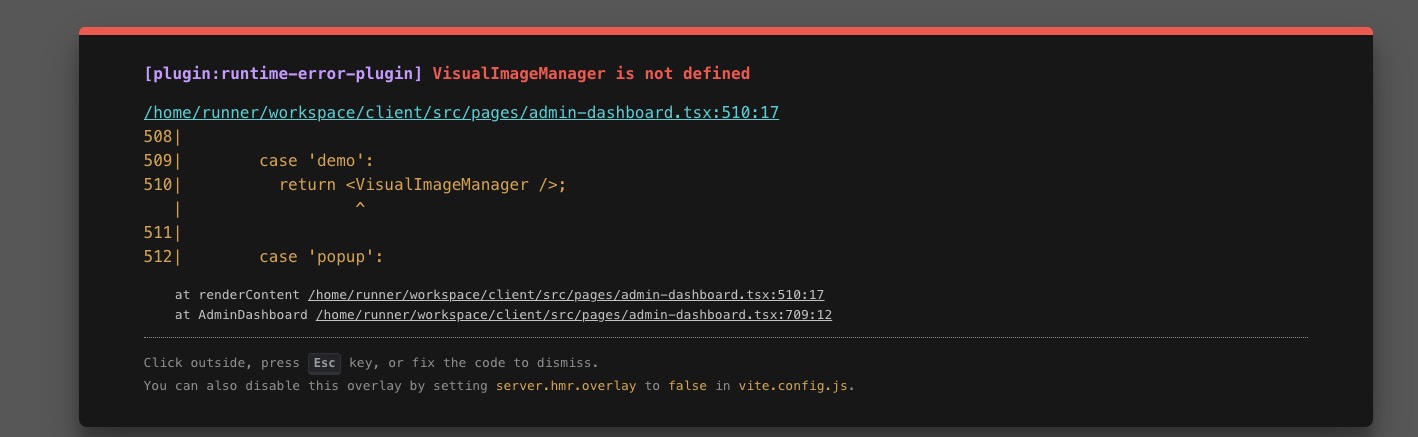 [plugin:runtime-error-plugin] VisualImageManager is not defined
/home/runner/workspace/client/src/pages/admin-dashboard.tsx:510:17
508|
509|        case 'demo':
510|          return <VisualImageManager />;
   |                  ^
511|
512|        case 'popup':
at renderContent /home/runner/workspace/client/src/pages/admin-dashboard.tsx:510:17
at AdminDashboard /home/runner/workspace/client/src/pages/admin-dashboard.tsx:709:12
Click outside, press Esc key, or fix the code to dismiss.
You can also disable this overlay by setting server.hmr.overlay to false in vite.config.js.